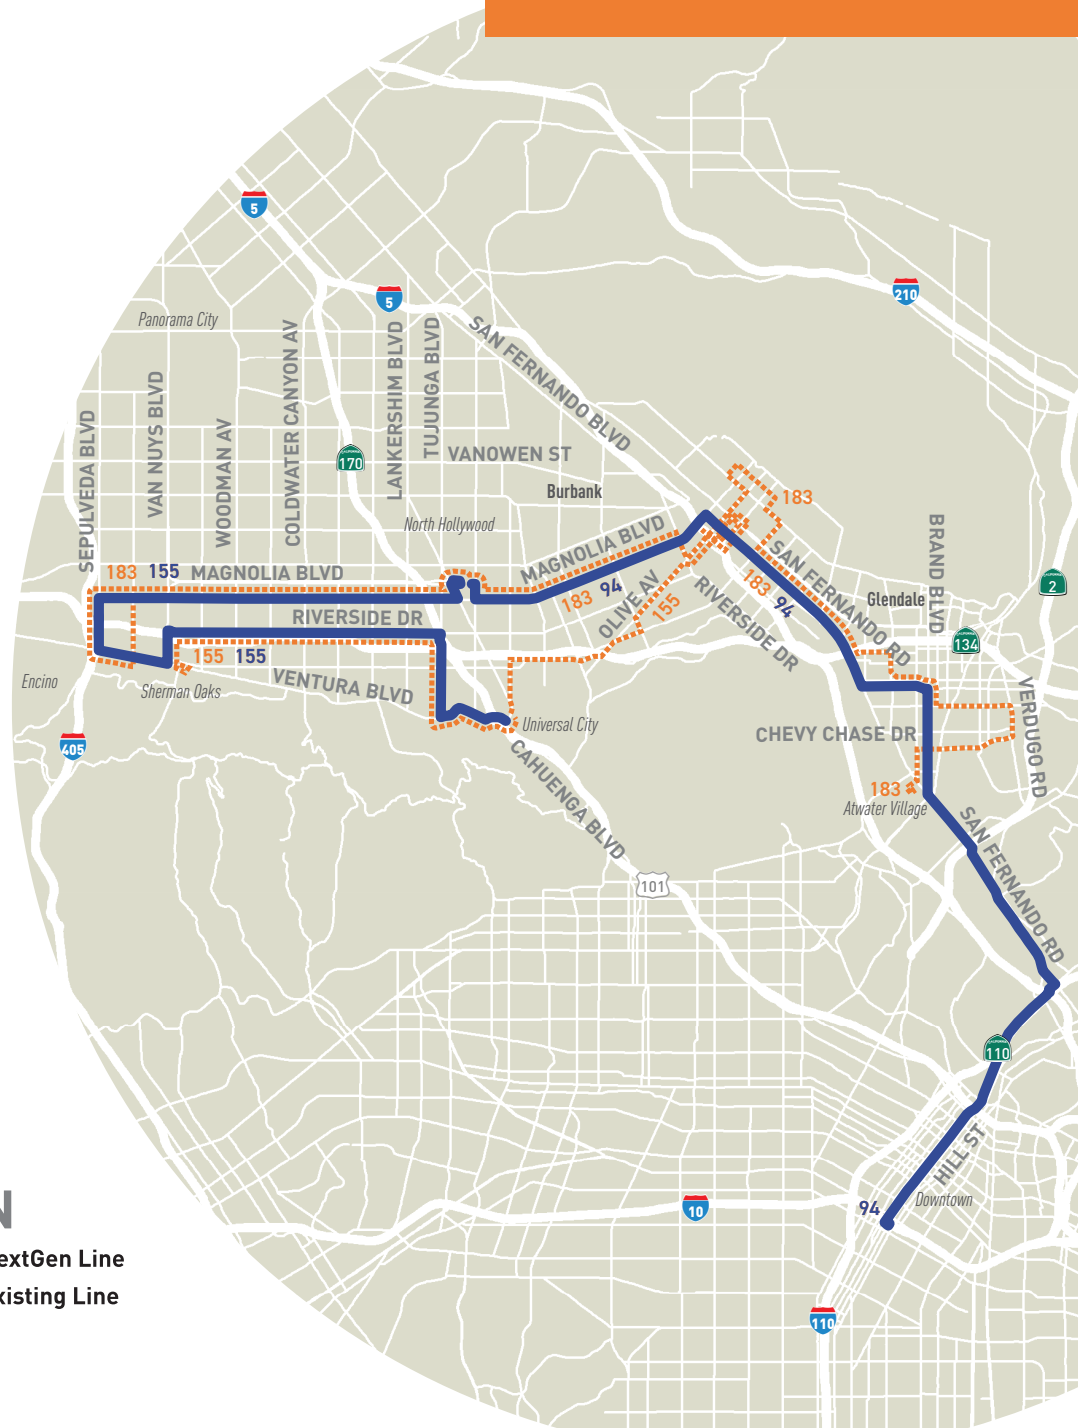 5
210
5
Panorama City
SAN FERNANDO BLVD
SEPULVEDA BLVD
VAN NUYS BLVD
WOODMAN AV
COLDWATER CANYON AV
LANKERSHIM BLVD
TUJUNGA BLVD
170
VANOWEN ST
Burbank
North Hollywood
183
MAGNOLIA BLVD
183 155 MAGNOLIA BLVD
183 94
OLIVE AV
155
RIVERSIDE DR
183 94
SAN FERNANDO RD
Glendale
BRAND BLVD
2
134
RIVERSIDE DR
155 155
Encino
Sherman Oaks
VENTURA BLVD
Universal City
405
CAHUENGA BLVD
CHEVY CHASE DR
VERDUGO RD
183
Atwater Village
SAN FERNANDO RD
101
110
HILL ST
94
Downtown
10
110
N
extGen Line
xisting Line